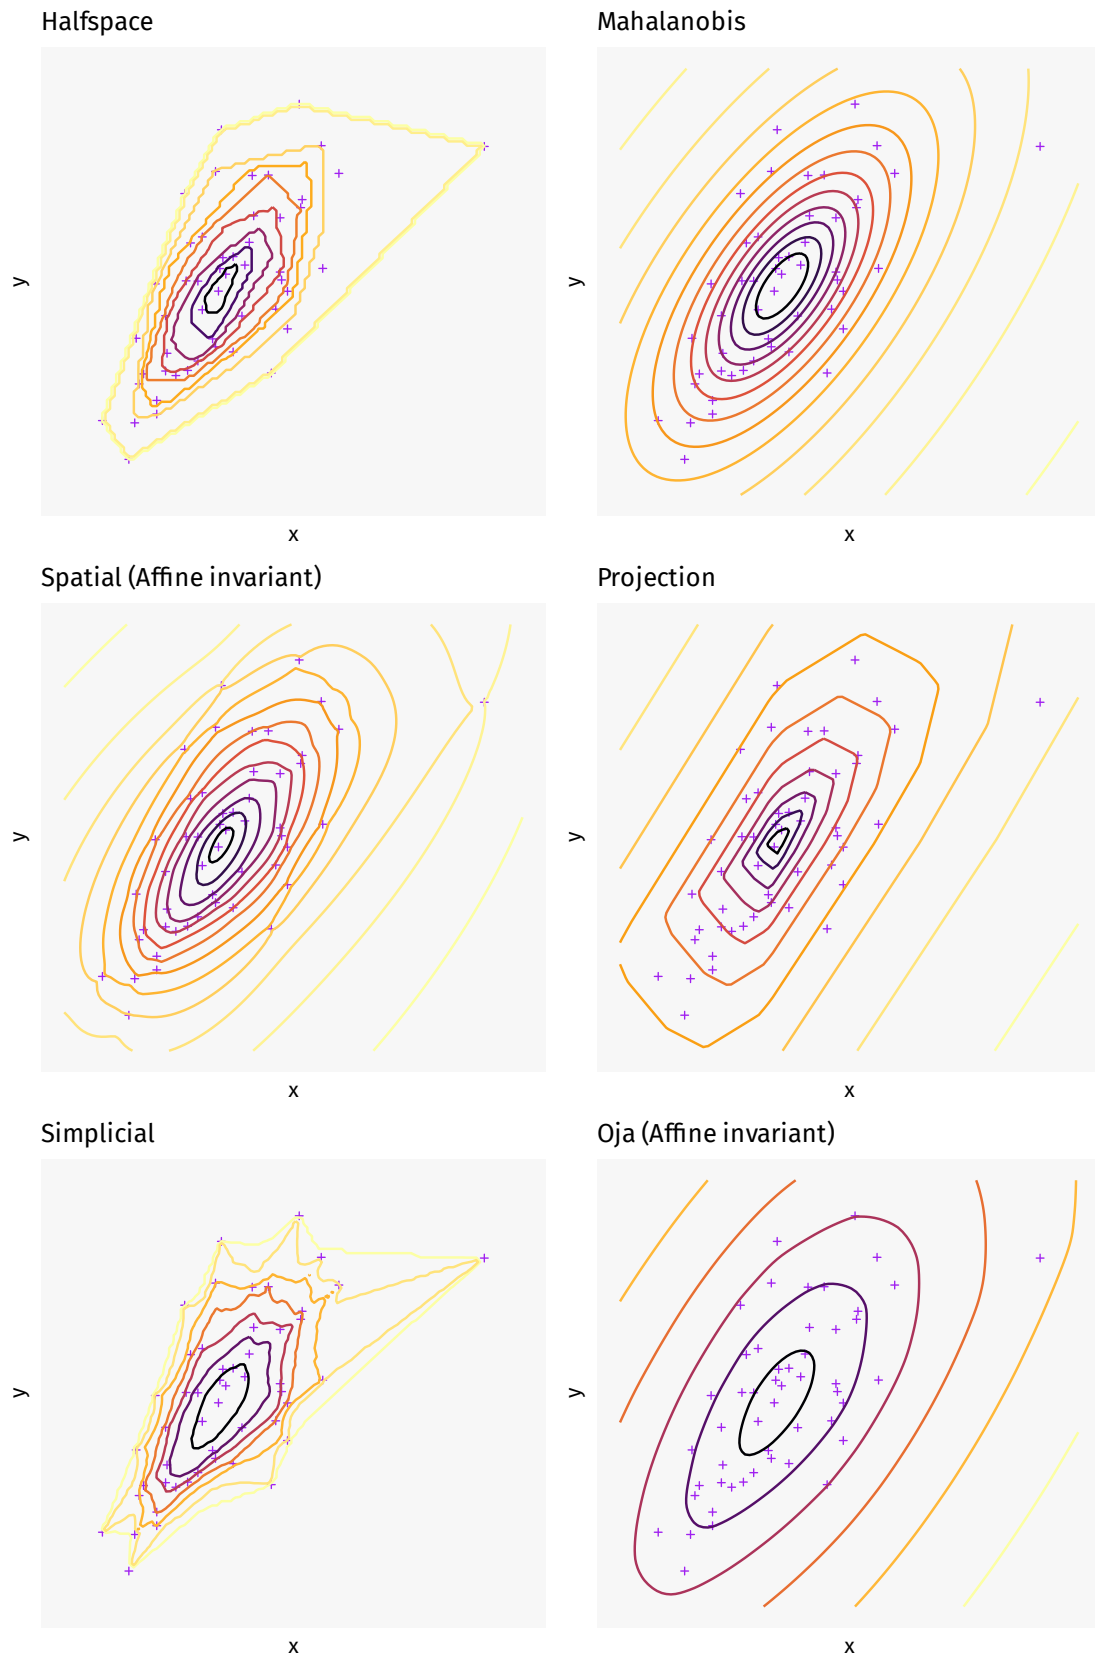 Halfspace
Mahalanobis
y
y
x
x
Spatial (Affine invariant)
Projection
y
y
x
x
Simplicial
Oja (Affine invariant)
y
y
x
x